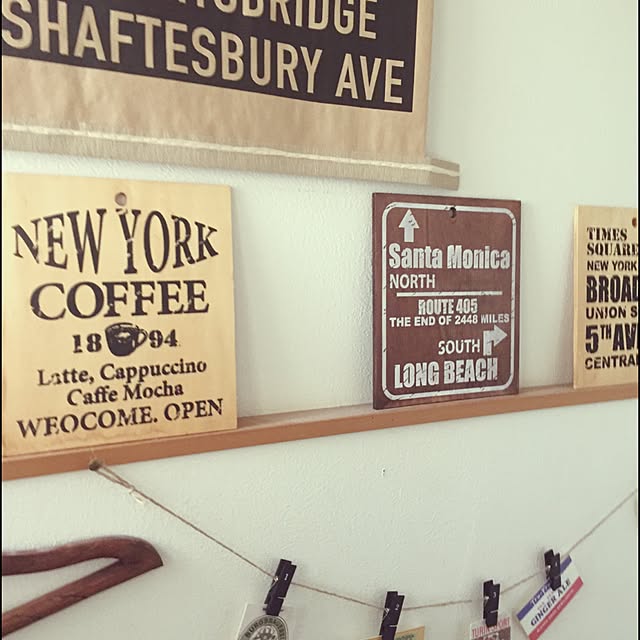 SHAFTESBURY AVE
NEW YORK
COFFEE
18 94
Latte, Cappuccino
Caffe Mocha
WEOCOME. OPEN
Santa Monica
NORTH
ROUTE 405
THE END OF 2448 MILES
SOUTH
LONG BEACH
TIMES
SQUARE
NEW YORK
BROAD
UNION S
5TH AV
CENTRA
GINGER ALE